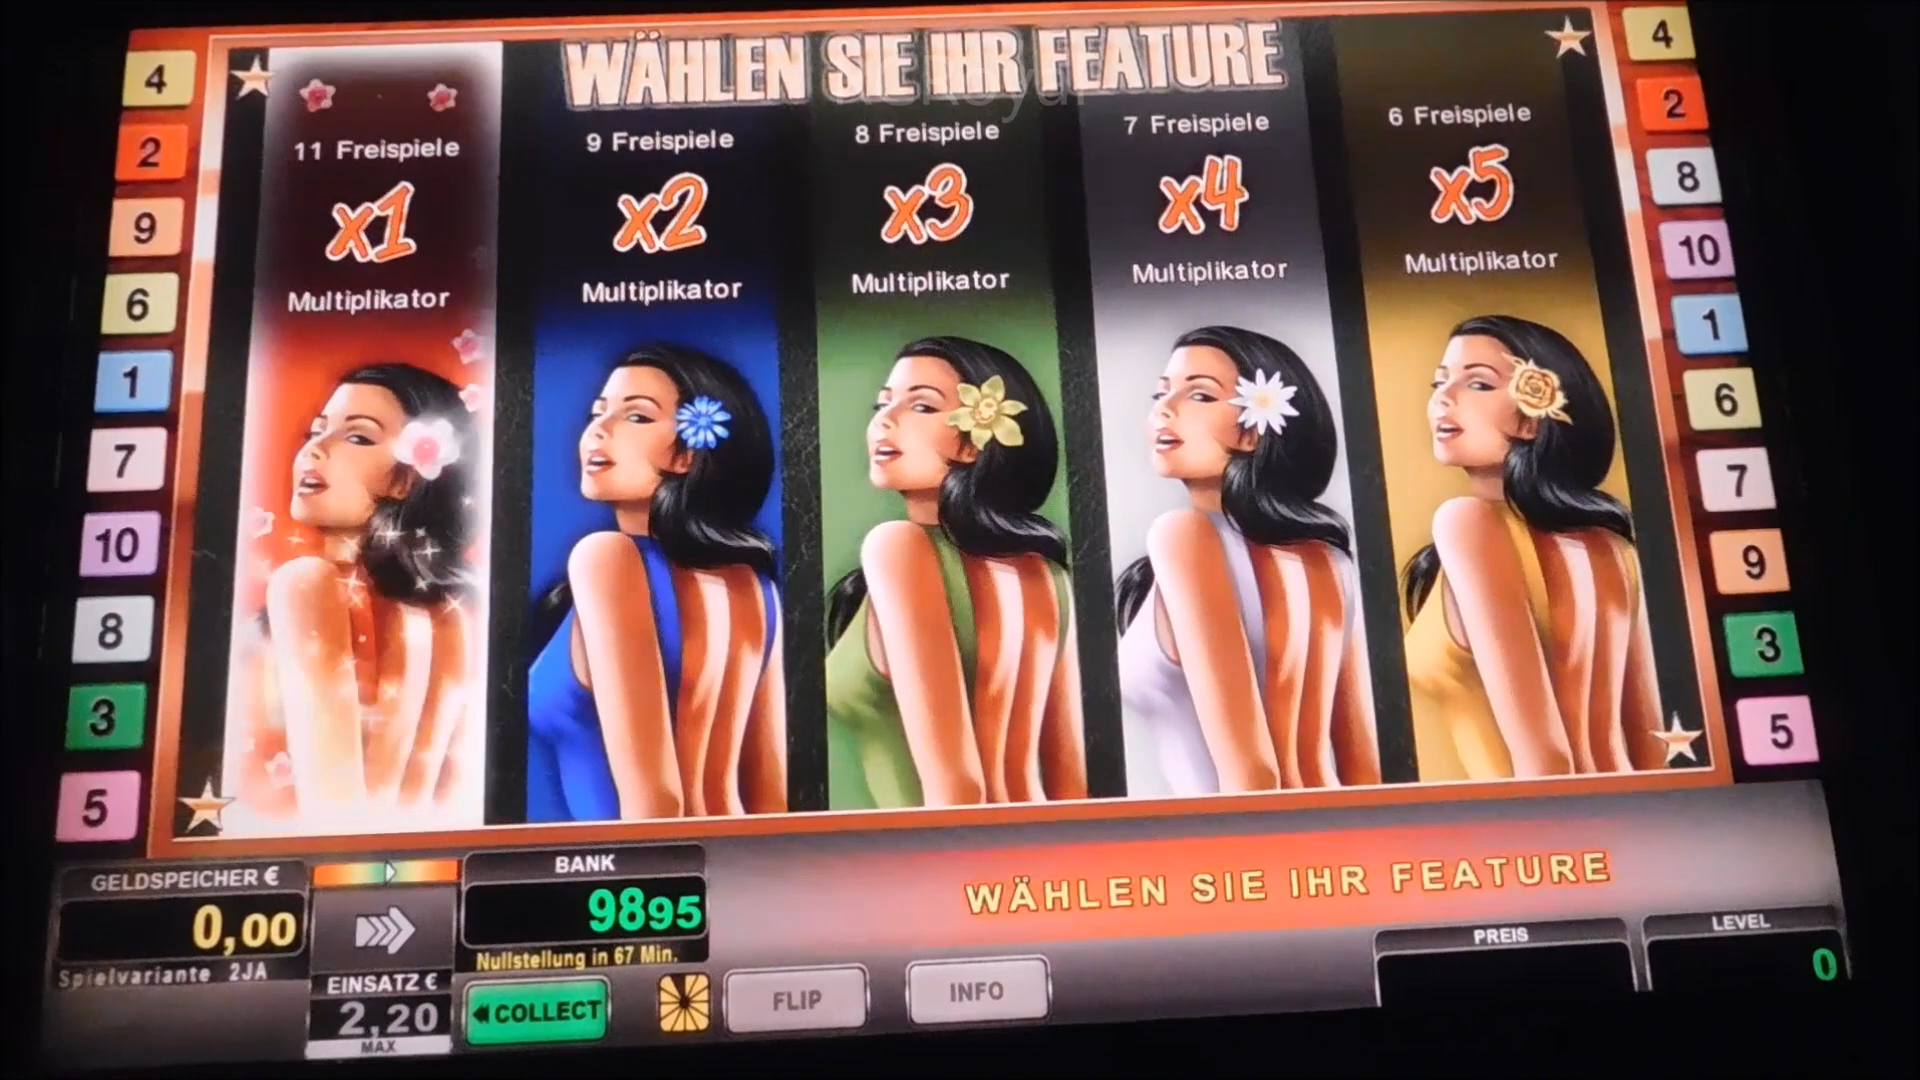 WÄHLEN SIE IHR FEATURE
11 Freispiele
x1
Multiplikator
9 Freispiele
x2
Multiplikator
8 Freispiele
x3
Multiplikator
7 Freispiele
x4
Multiplikator
6 Freispiele
x5
Multiplikator
4
2
9
6
1
7
10
8
3
5
4
2
8
10
1
6
7
9
3
5
GELDSPEICHER €
0,00
Spielvariante 2JA
EINSATZ €
2,20
MAX
BANK
9895
Nullstellung in 67 Min.
COLLECT
FLIP
INFO
WÄHLEN SIE IHR FEATURE
PREIS
LEVEL
0